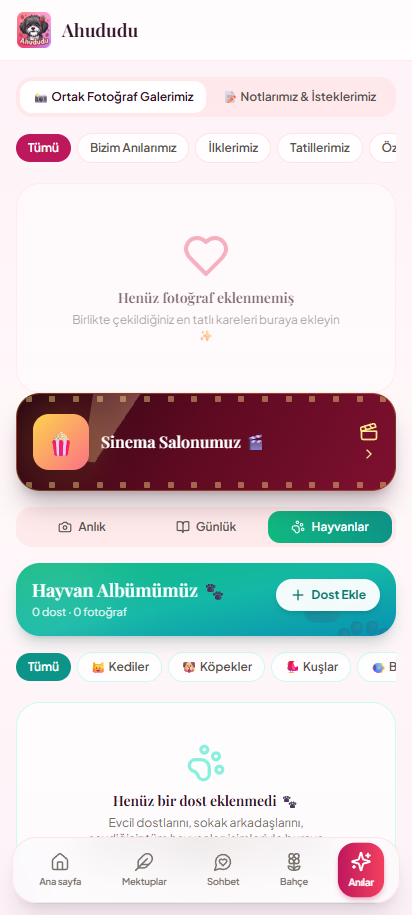 Ahududu
Ahududu
Ortak Fotoğraf Galerimiz
Notlarımız & İsteklerimiz
Tümü
Bizim Anılarımız
İlklerimiz
Tatillerimiz
Öz
Henüz fotoğraf eklenmemiş
Birlikte çekildiğiniz en tatlı kareleri buraya ekleyin
✨
Sinema Salonumuz 🎬
Anlık
Günlük
Hayvanlar
Hayvan Albümümüz 🐾
0 dost · 0 fotoğraf
+ Dost Ekle
Tümü
Kediler
Köpekler
Kuşlar
B
Henüz bir dost eklenmedi 🐾
Evcil dostlarını, sokak arkadaşlarını,
Ana sayfa
Mektuplar
Sohbet
Bahçe
Anılar